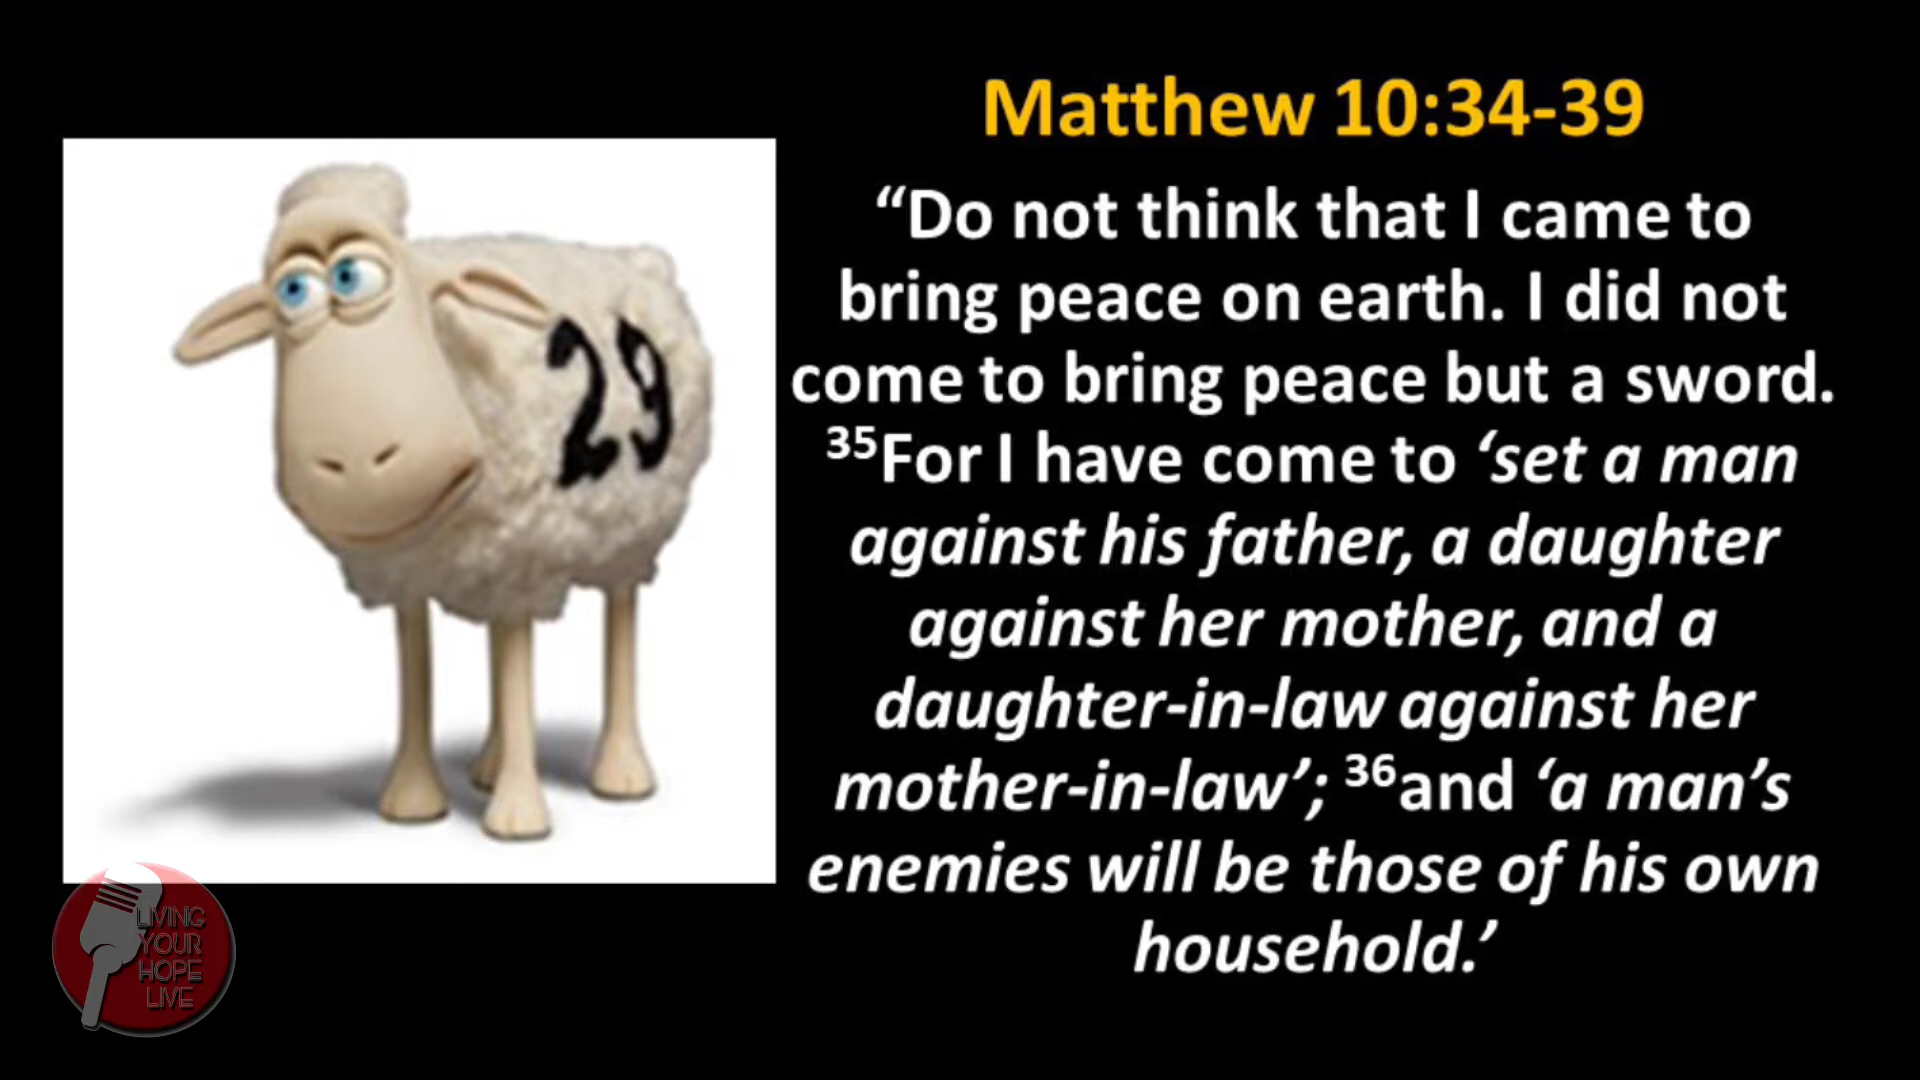 Matthew 10:34-39
“Do not think that I came to
bring peace on earth. I did not
come to bring peace but a sword.
³⁵For I have come to ‘set a man
against his father, a daughter
against her mother, and a
daughter-in-law against her
mother-in-law’; ³⁶and ‘a man’s
enemies will be those of his own
household.’
29
LIVING
YOUR
HOPE
LIVE